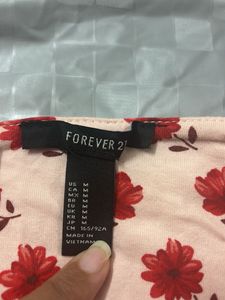 FOREVER 21
US M
CA M
MX M
BR M
EU M
UK M
KR M
JP M
CN 165/92A
MADE IN
VIETNAM